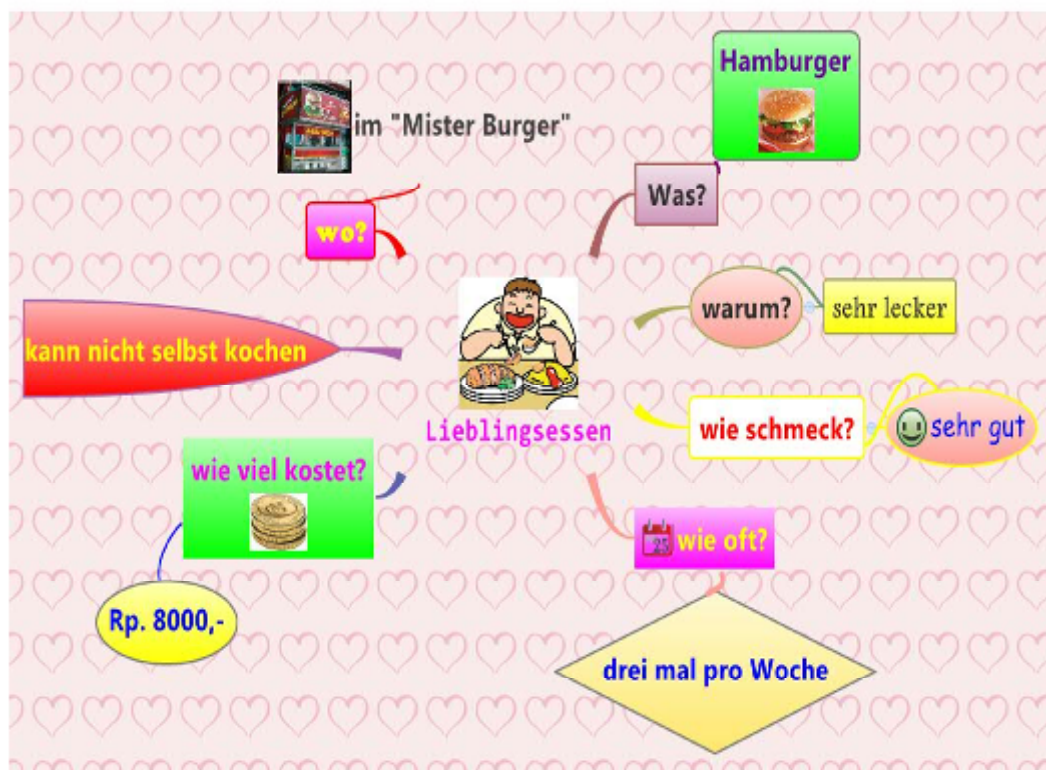 Hamburger
im "Mister Burger"
Was?
wo?
warum?
sehr lecker
kann nicht selbst kochen
Lieblingsessen
wie schmeck?
sehr gut
wie viel kostet?
25
wie oft?
Rp. 8000,-
drei mal pro Woche